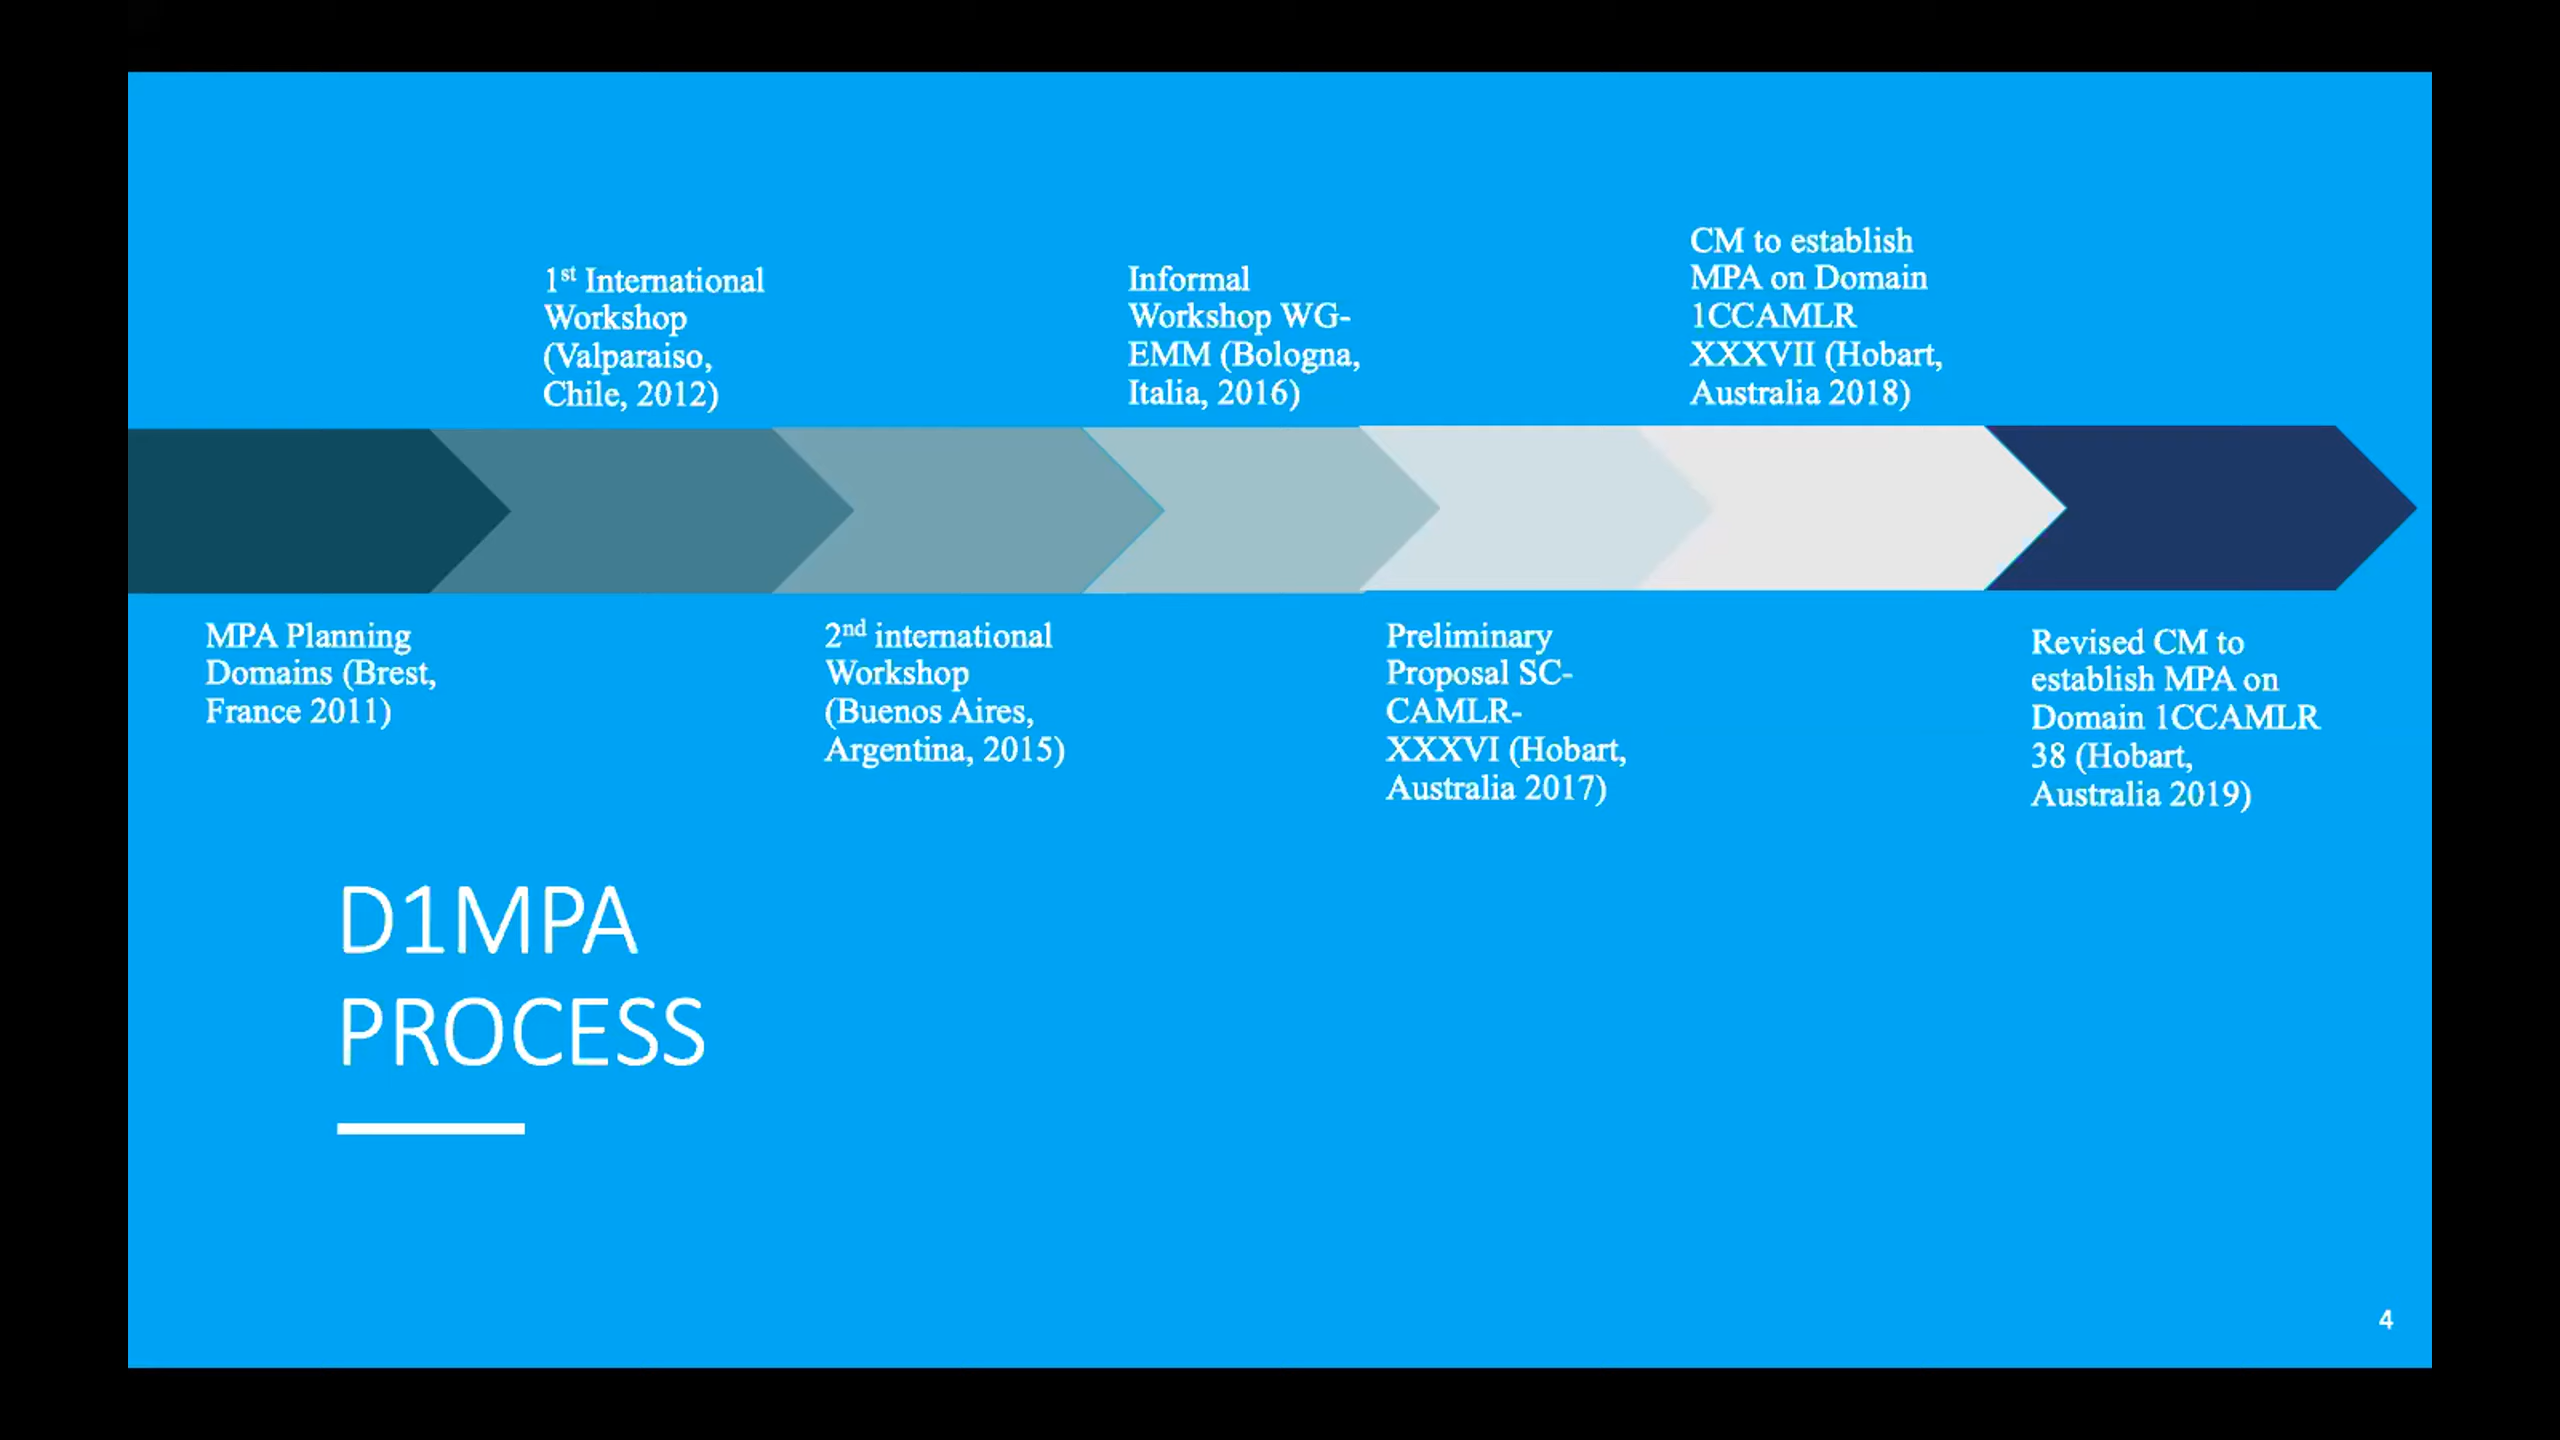 1st International
Workshop
(Valparaiso,
Chile, 2012)
Informal
Workshop WG-
EMM (Bologna,
Italia, 2016)
CM to establish
MPA on Domain
1CCAMLR
XXXVII (Hobart,
Australia 2018)
MPA Planning
Domains (Brest,
France 2011)
2nd international
Workshop
(Buenos Aires,
Argentina, 2015)
Preliminary
Proposal SC-
CAMLR-
XXXVI (Hobart,
Australia 2017)
Revised CM to
establish MPA on
Domain 1CCAMLR
38 (Hobart,
Australia 2019)
D1MPA
PROCESS
4